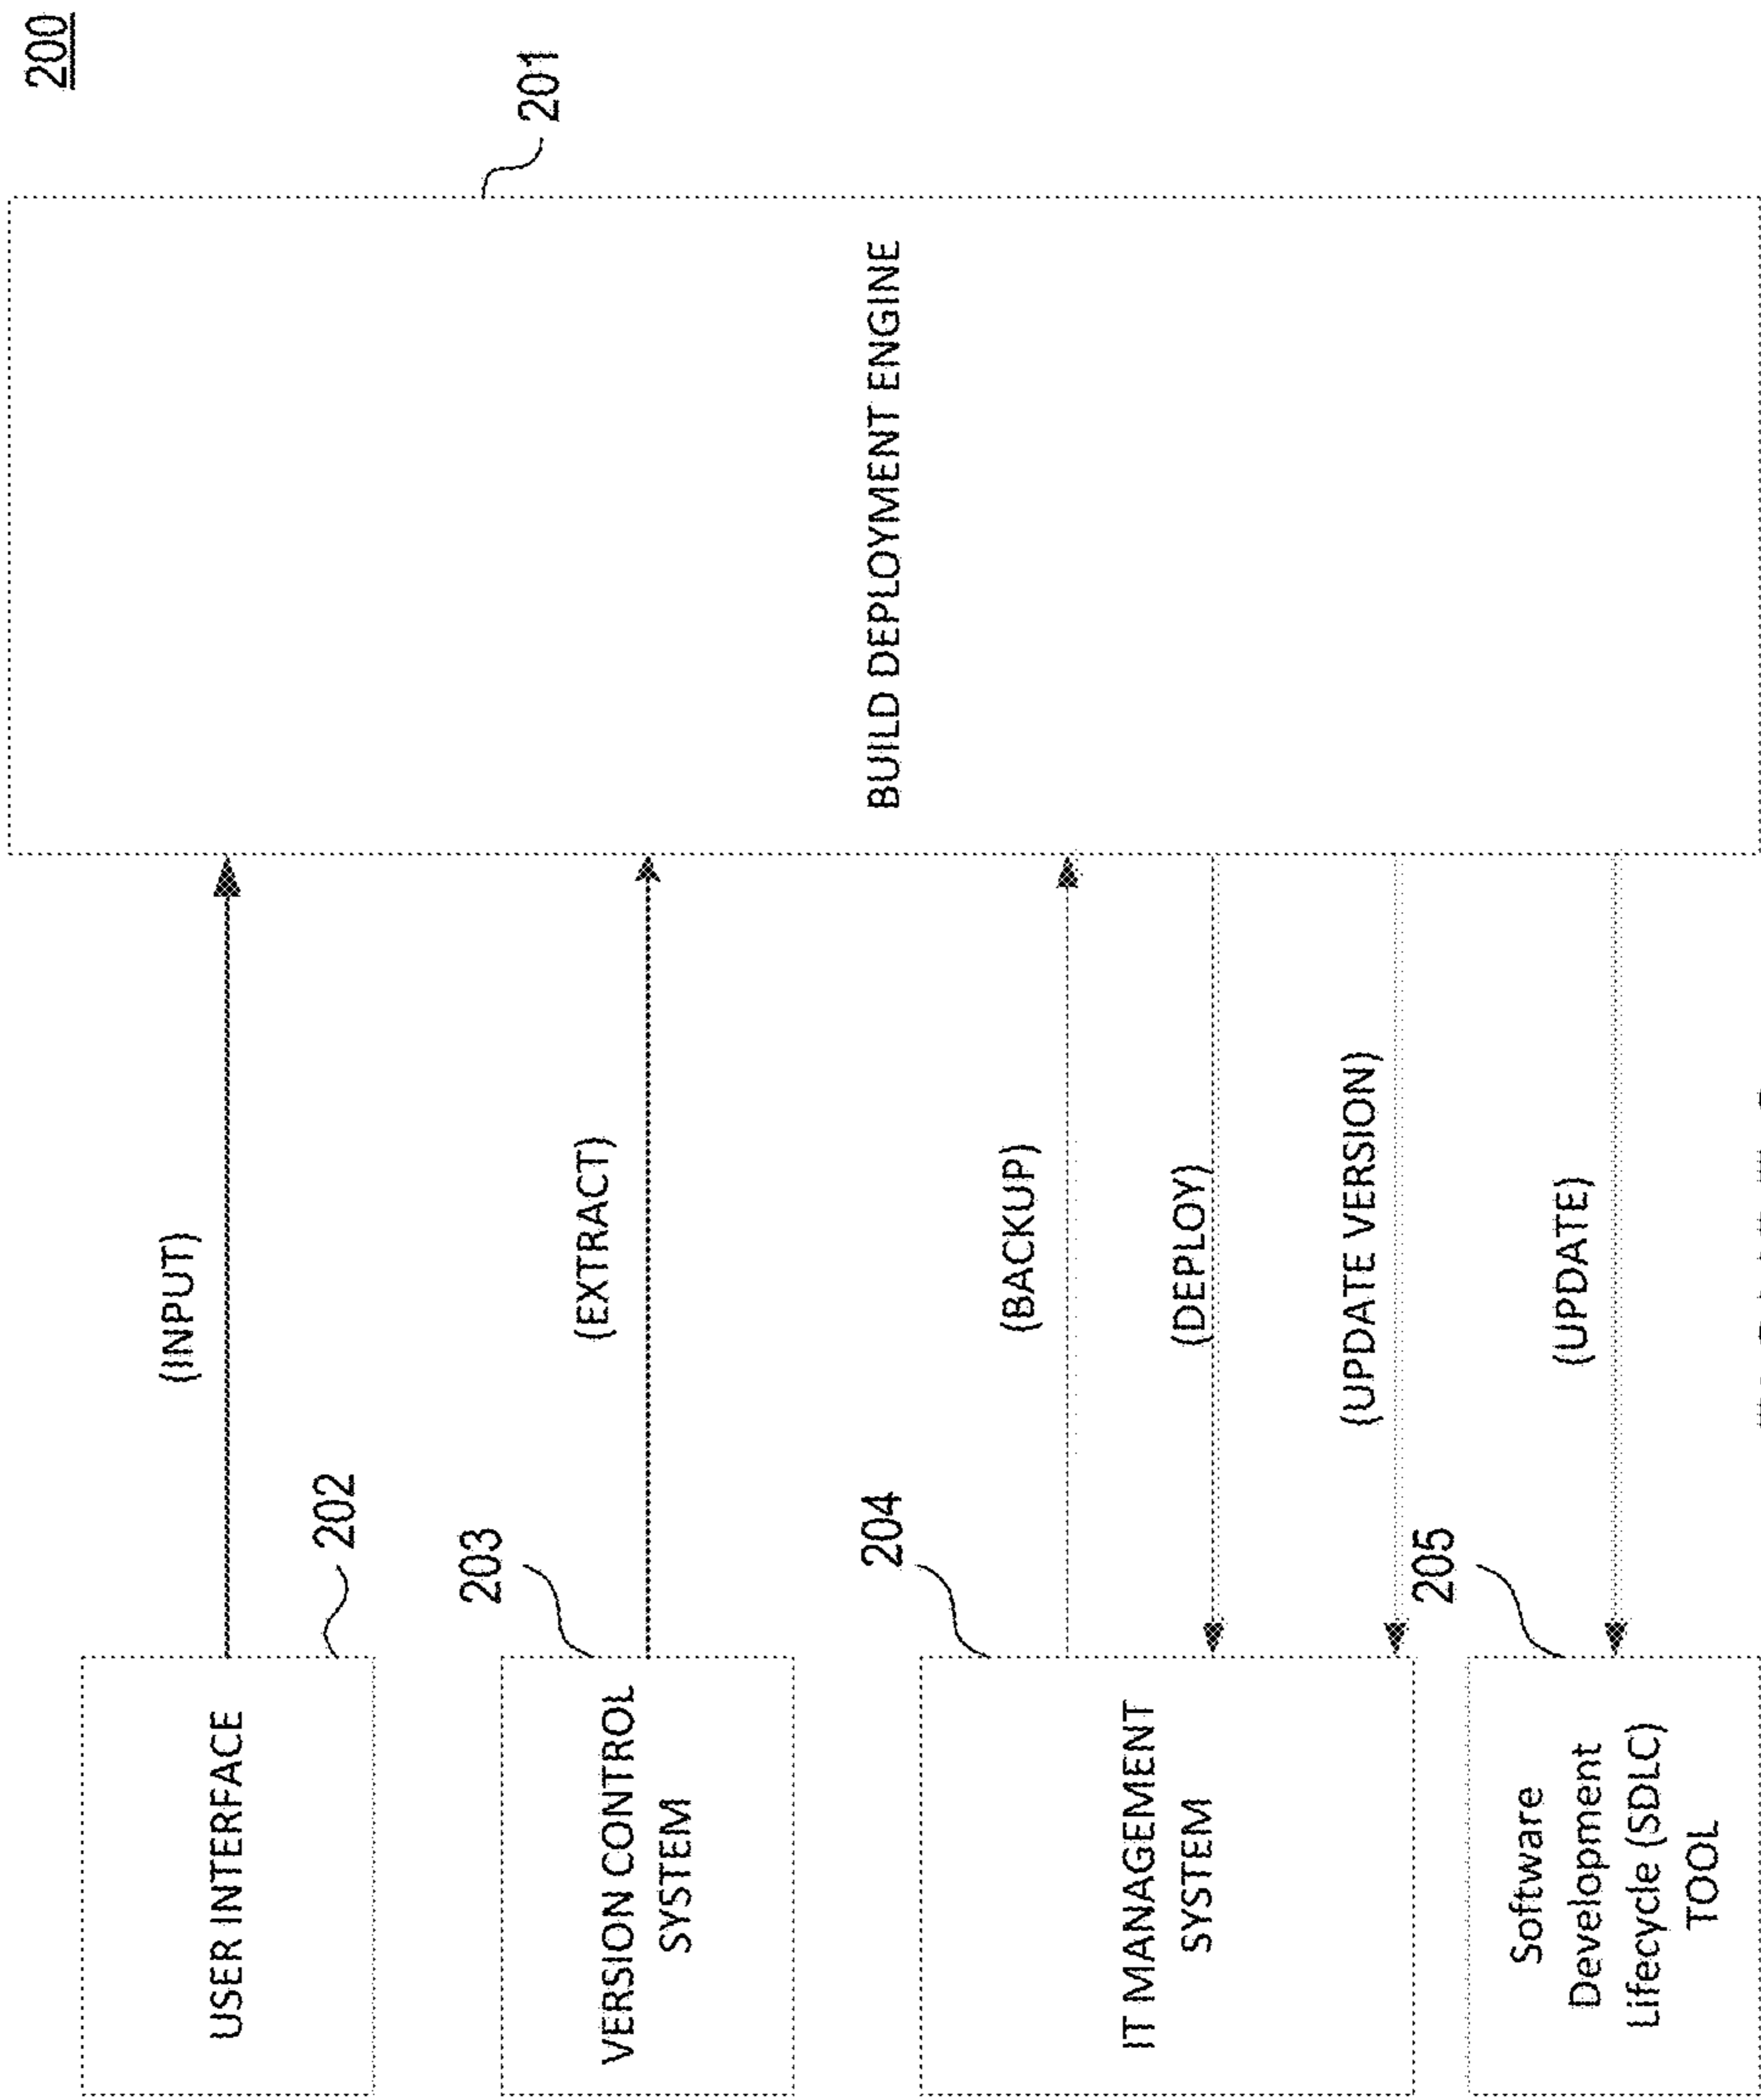 200
201
BUILD DEPLOYMENT ENGINE
(INPUT)
(EXTRACT)
(BACKUP)
(DEPLOY)
(UPDATE VERSION)
(UPDATE)
202
203
204
205
USER INTERFACE
VERSION CONTROL
SYSTEM
IT MANAGEMENT
SYSTEM
Software
Development
Lifecycle (SDLC)
TOOL